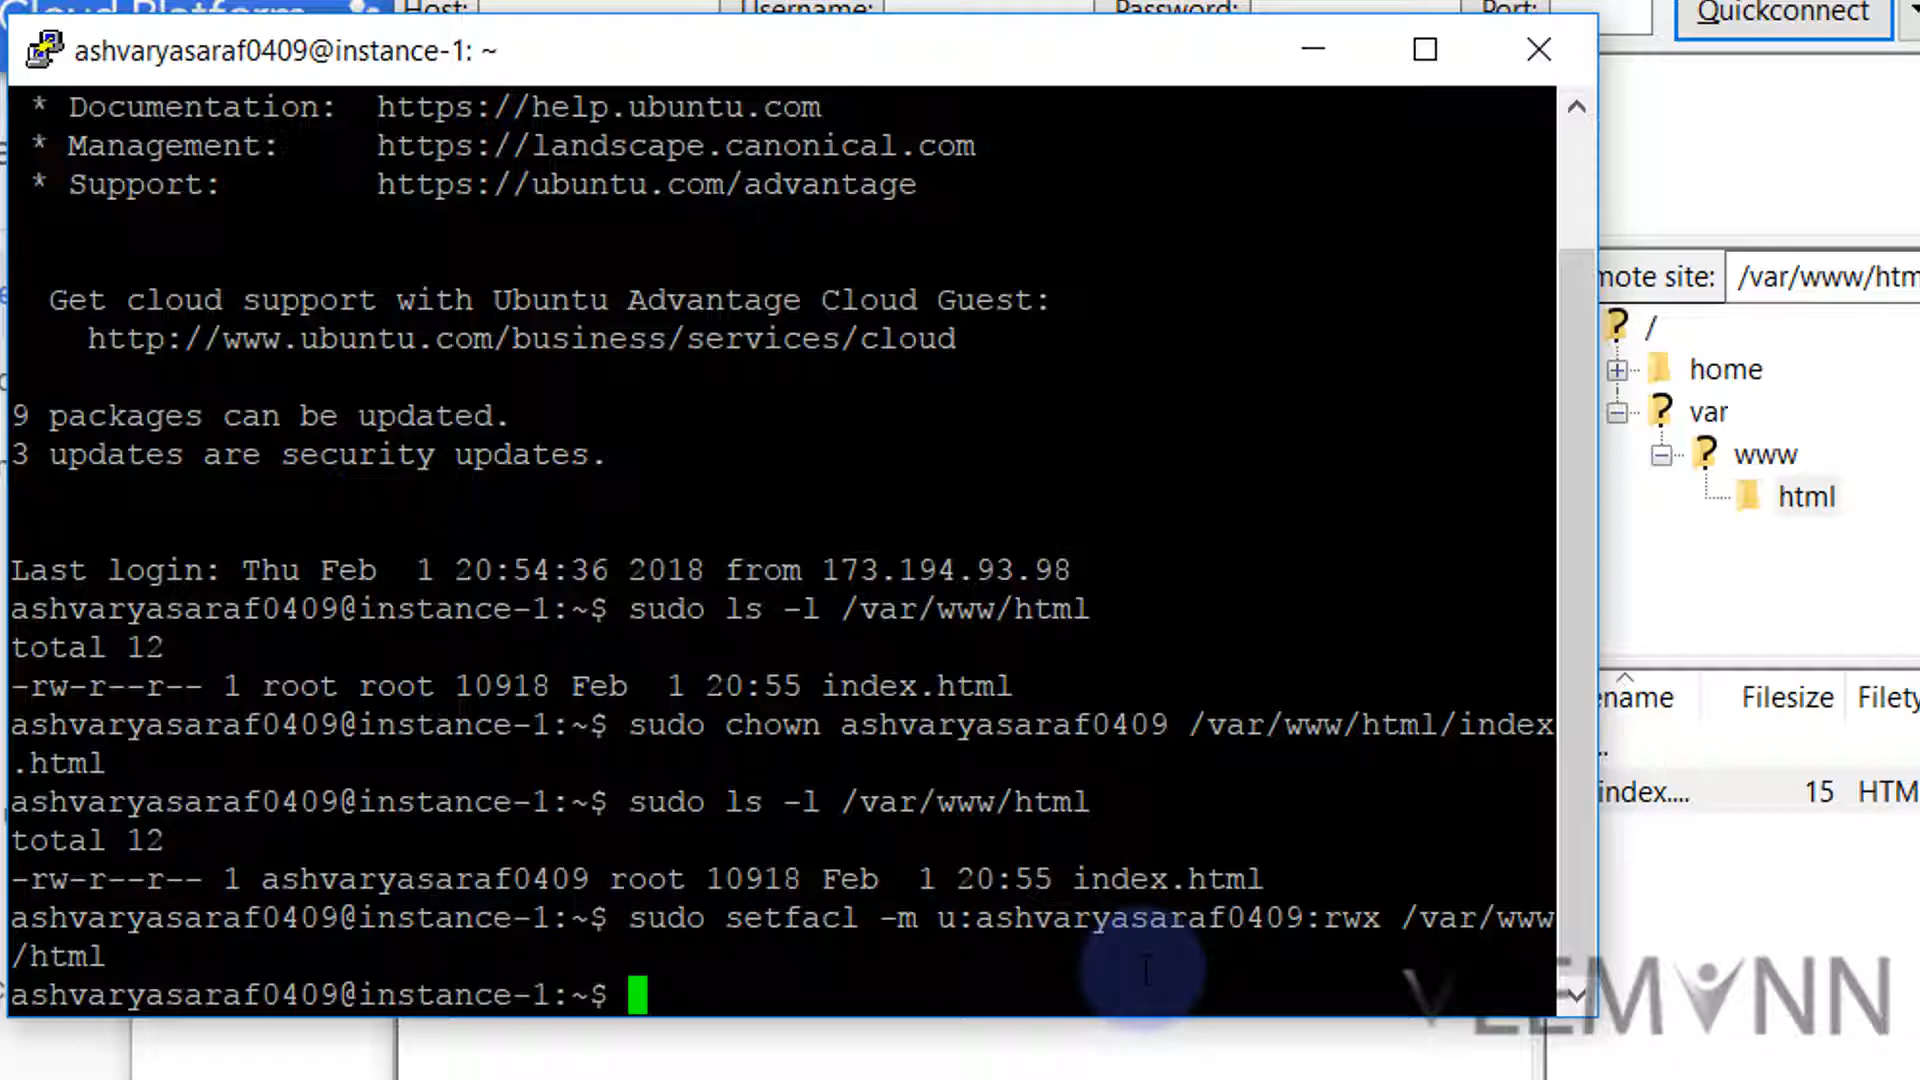 Cloud Platform
Host:
Username:
Password:
Port:
Quickconnect
ashvaryasaraf0409@instance-1: ~
* Documentation:  https://help.ubuntu.com
* Management:     https://landscape.canonical.com
* Support:        https://ubuntu.com/advantage
Get cloud support with Ubuntu Advantage Cloud Guest:
http://www.ubuntu.com/business/services/cloud
9 packages can be updated.
3 updates are security updates.
Last login: Thu Feb  1 20:54:36 2018 from 173.194.93.98
ashvaryasaraf0409@instance-1:~$ sudo ls -l /var/www/html
total 12
-rw-r--r-- 1 root root 10918 Feb  1 20:55 index.html
ashvaryasaraf0409@instance-1:~$ sudo chown ashvaryasaraf0409 /var/www/html/index
.html
ashvaryasaraf0409@instance-1:~$ sudo ls -l /var/www/html
total 12
-rw-r--r-- 1 ashvaryasaraf0409 root 10918 Feb  1 20:55 index.html
ashvaryasaraf0409@instance-1:~$ sudo setfacl -m u:ashvaryasaraf0409:rwx /var/www
/html
ashvaryasaraf0409@instance-1:~$
mote site: /var/www/htm
/
home
var
www
html
ename Filesize Filety
..
index.... 15 HTM